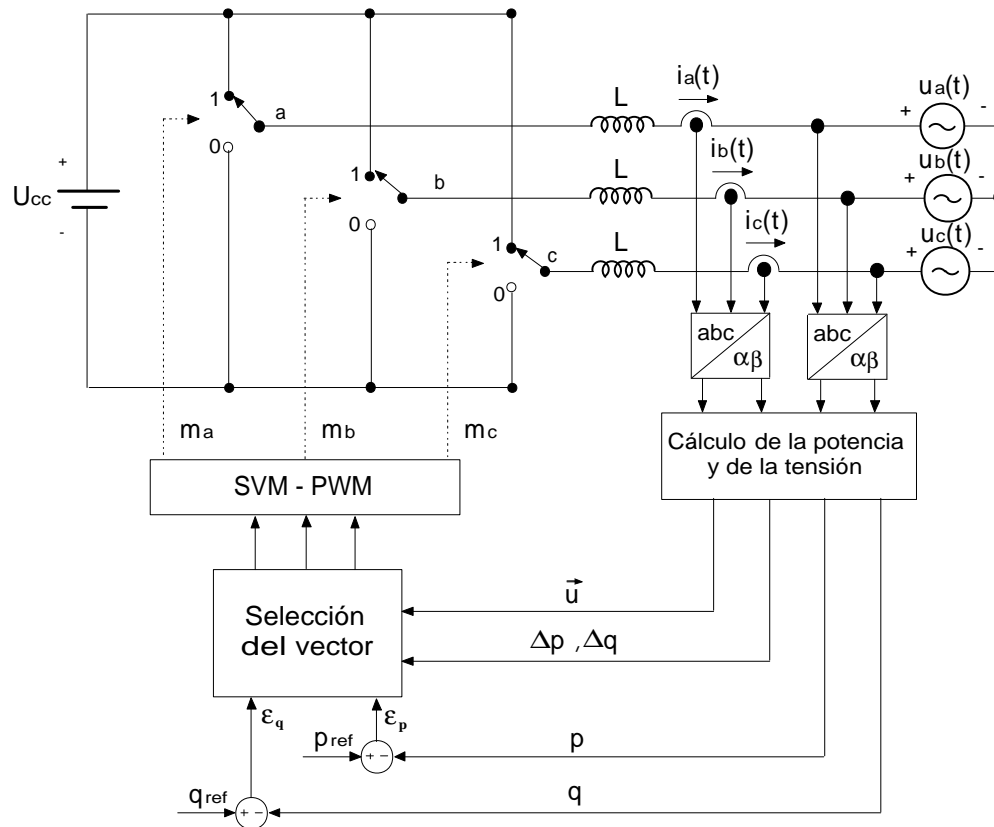 ia(t)
ua(t)
L
+ -
1
a
0
ib(t)
ub(t)
+
Ucc
-
1
b
L
+ -
0
ic(t)
uc(t)
1
c
L
+ -
0
abc
αβ
abc
αβ
ma
mb
mc
Cálculo de la potencia
y de la tensión
SVM - PWM
Selección
del vector
u
Δp ,Δq
εq
εp
pref
+ -
p
qref
+ -
q